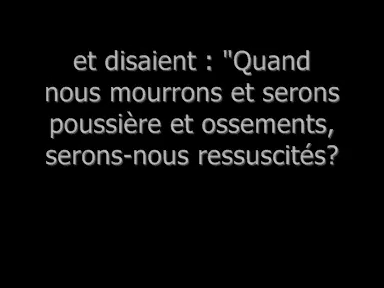 et disaient : "Quand
nous mourrons et serons
poussière et ossements,
serons-nous ressuscités?